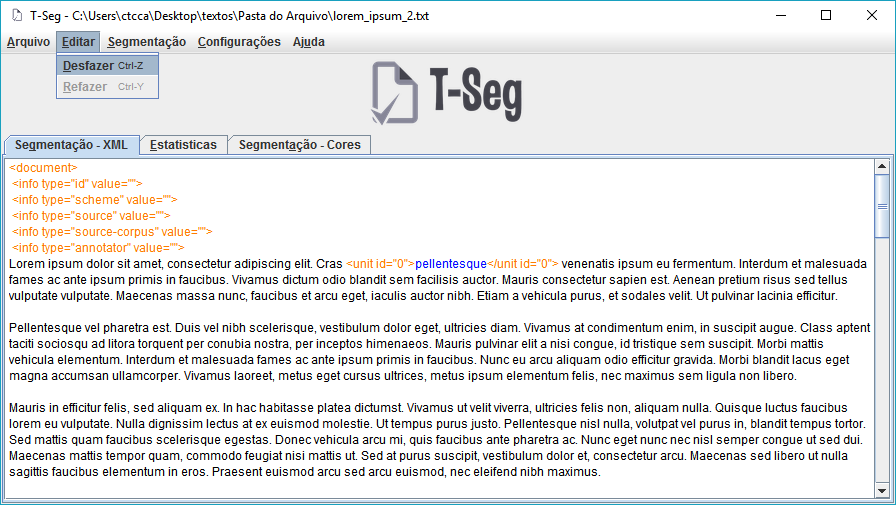 T-Seg - C:\Users\ctcca\Desktop\textos\Pasta do Arquivo\lorem_ipsum_2.txt
Arquivo Editar Segmentação Configurações Ajuda
Desfazer Ctrl-Z
Refazer Ctrl-Y
T-Seg
Segmentação - XML Estatisticas Segmentação - Cores
<document>
<info type="id" value="">
<info type="scheme" value="">
<info type="source" value="">
<info type="source-corpus" value="">
<info type="annotator" value="">
Lorem ipsum dolor sit amet, consectetur adipiscing elit. Cras <unit id="0">pellentesque</unit id="0"> venenatis ipsum eu fermentum. Interdum et malesuada
fames ac ante ipsum primis in faucibus. Vivamus dictum odio blandit sem facilisis auctor. Mauris consectetur sapien est. Aenean pretium risus sed tellus
vulputate vulputate. Maecenas massa nunc, faucibus et arcu eget, iaculis auctor nibh. Etiam a vehicula purus, et sodales velit. Ut pulvinar lacinia efficitur.
Pellentesque vel pharetra est. Duis vel nibh scelerisque, vestibulum dolor eget, ultricies diam. Vivamus at condimentum enim, in suscipit augue. Class aptent
taciti sociosqu ad litora torquent per conubia nostra, per inceptos himenaeos. Mauris pulvinar elit a nisi congue, id tristique sem suscipit. Morbi mattis
vehicula elementum. Interdum et malesuada fames ac ante ipsum primis in faucibus. Nunc eu arcu aliquam odio efficitur gravida. Morbi blandit lacus eget
magna accumsan ullamcorper. Vivamus laoreet, metus eget cursus ultrices, metus ipsum elementum felis, nec maximus sem ligula non libero.
Mauris in efficitur felis, sed aliquam ex. In hac habitasse platea dictumst. Vivamus ut velit viverra, ultricies felis non, aliquam nulla. Quisque luctus faucibus
lorem eu vulputate. Nulla dignissim lectus at ex euismod molestie. Ut tempus purus justo. Pellentesque nisl nulla, volutpat vel purus in, blandit tempus tortor.
Sed mattis quam faucibus scelerisque egestas. Donec vehicula arcu mi, quis faucibus ante pharetra ac. Nunc eget nunc nec nisl semper congue ut sed dui.
Maecenas mattis tempor quam, commodo feugiat nisi mattis ut. Sed at purus suscipit, vestibulum dolor et, consectetur arcu. Maecenas sed libero ut nulla
sagittis faucibus elementum in eros. Praesent euismod arcu sed arcu euismod, nec eleifend nibh maximus.